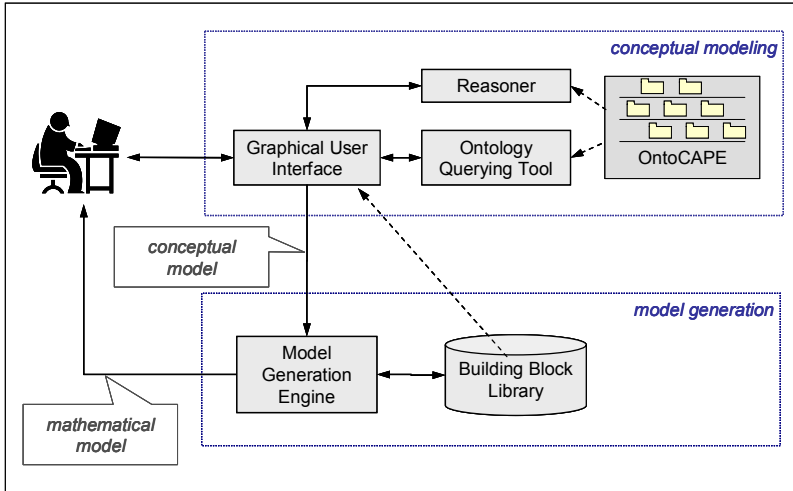 conceptual modeling
Reasoner
Graphical User
Interface
Ontology
Querying Tool
OntoCAPE
conceptual
model
model generation
Model
Generation
Engine
Building Block
Library
mathematical
model